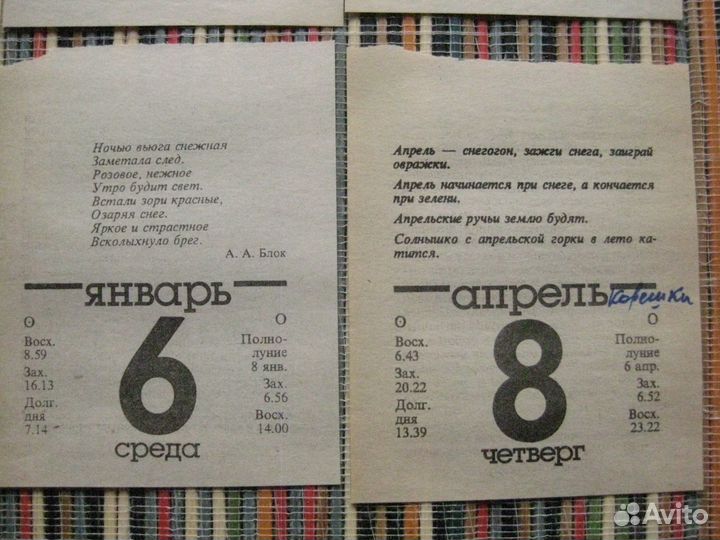 Ночью вьюга снежная
Заметала след.
Розовое, нежное
Утро будит свет.
Встали зори красные,
Озаряя снег.
Яркое и страстное
Всколыхнуло брег.
А. А. Блок
январь
6
среда
Восх.
8.59
Зах.
16.13
Долг.
дня
7.14
Полно-
луние
8 янв.
Зах.
6.56
Восх.
14.00
Апрель — снегогон, зажги снега, заиграй
овражки.
Апрель начинается при снеге, а кончается
при зелени.
Апрельские ручьи землю будят.
Солнышко с апрельской горки в лето ка-
тится.
апрель
8
четверг
Восх.
6.43
Зах.
20.22
Долг.
дня
13.39
Полно-
луние
6 апр.
Зах.
6.52
Восх.
23.22
Avito